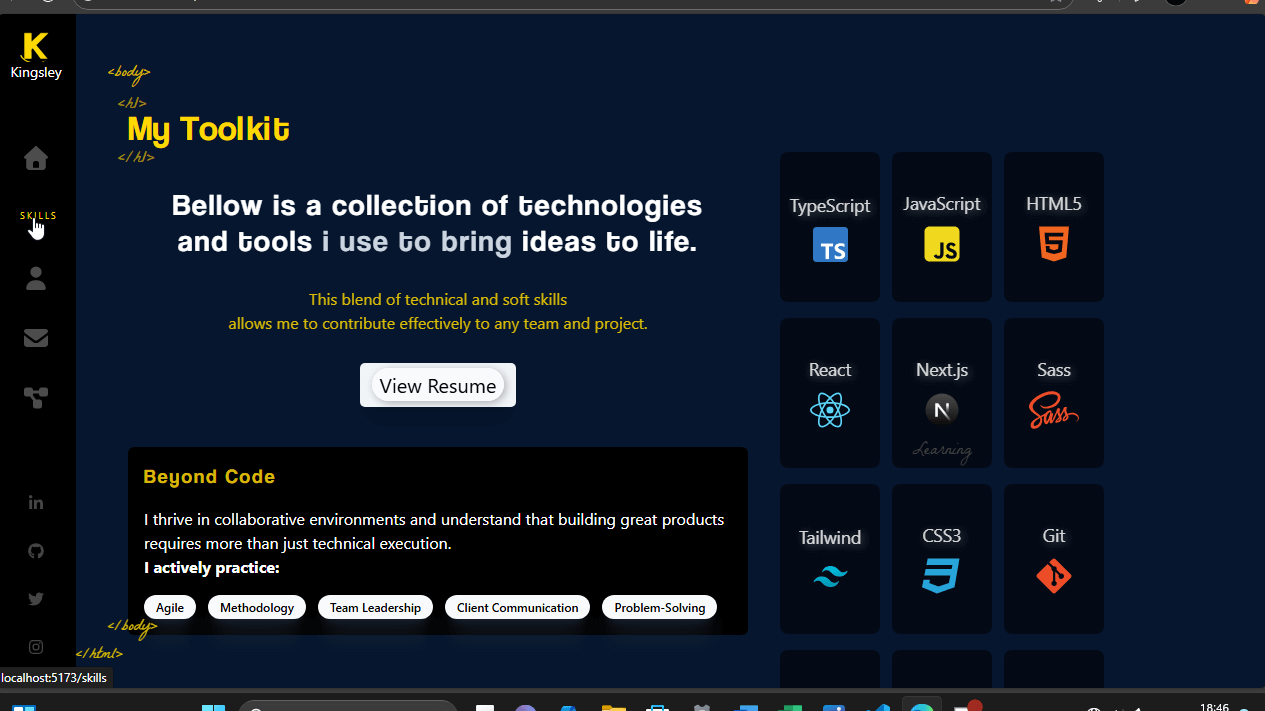 K
Kingsley
SKILLS
<body>
<h1>
My Toolkit
</h1>
Bellow is a collection of technologies
and tools i use to bring ideas to life.
This blend of technical and soft skills
allows me to contribute effectively to any team and project.
View Resume
Beyond Code
I thrive in collaborative environments and understand that building great products
requires more than just technical execution.
I actively practice:
Agile
Methodology
Team Leadership
Client Communication
Problem-Solving
</body>
</html>
TypeScript
TS
JavaScript
JS
HTML5
5
React
Next.js
N
Learning
Sass
Sass
Tailwind
CSS3
3
Git
in
localhost:5173/skills
18:46